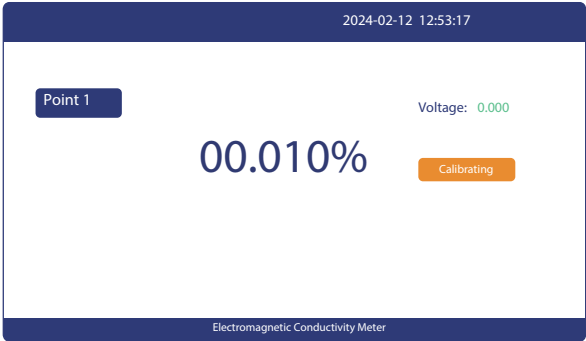 2024-02-12 12:53:17
Point 1
Voltage: 0.000
00.010%
Calibrating
Electromagnetic Conductivity Meter